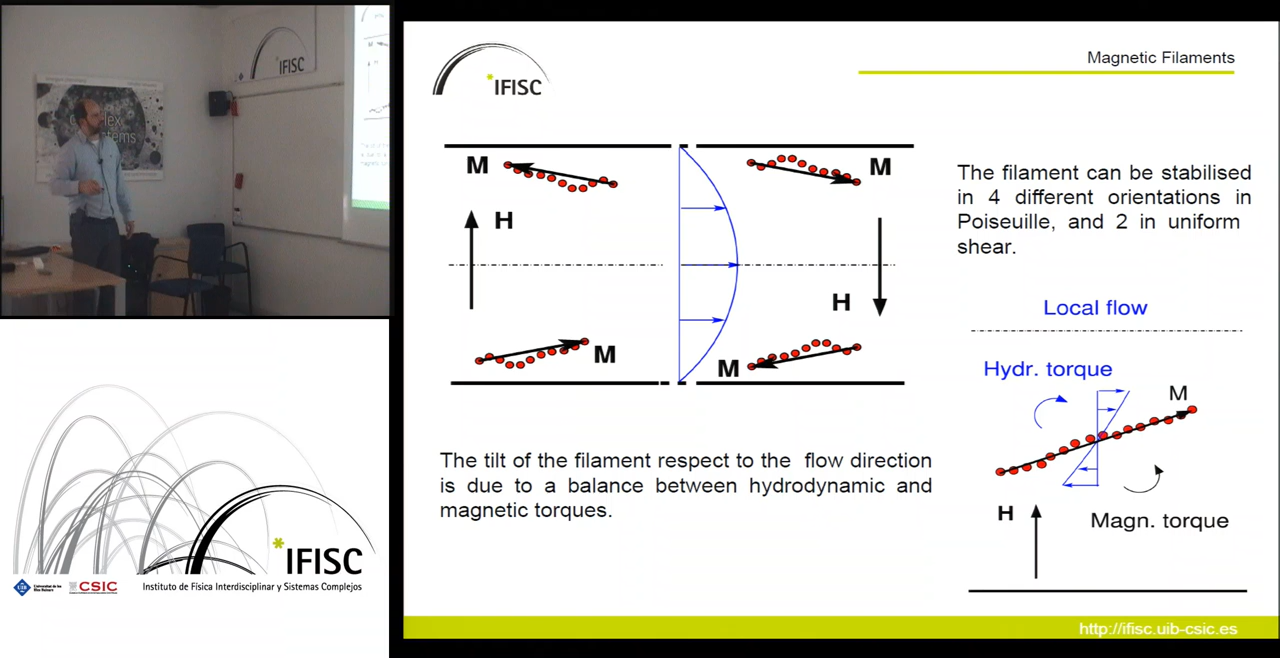 IFISC
IFISC
Magnetic Filaments
M
M
H
H
M
M
The filament can be stabilised
in 4 different orientations in
Poiseuille, and 2 in uniform
shear.
Local flow
Hydr. torque
M
H
Magn. torque
The tilt of the filament respect to the flow direction
is due to a balance between hydrodynamic and
magnetic torques.
IFISC
CSIC
Instituto de Física Interdisciplinar y Sistemas Complejos
http://ifisc.uib-csic.es